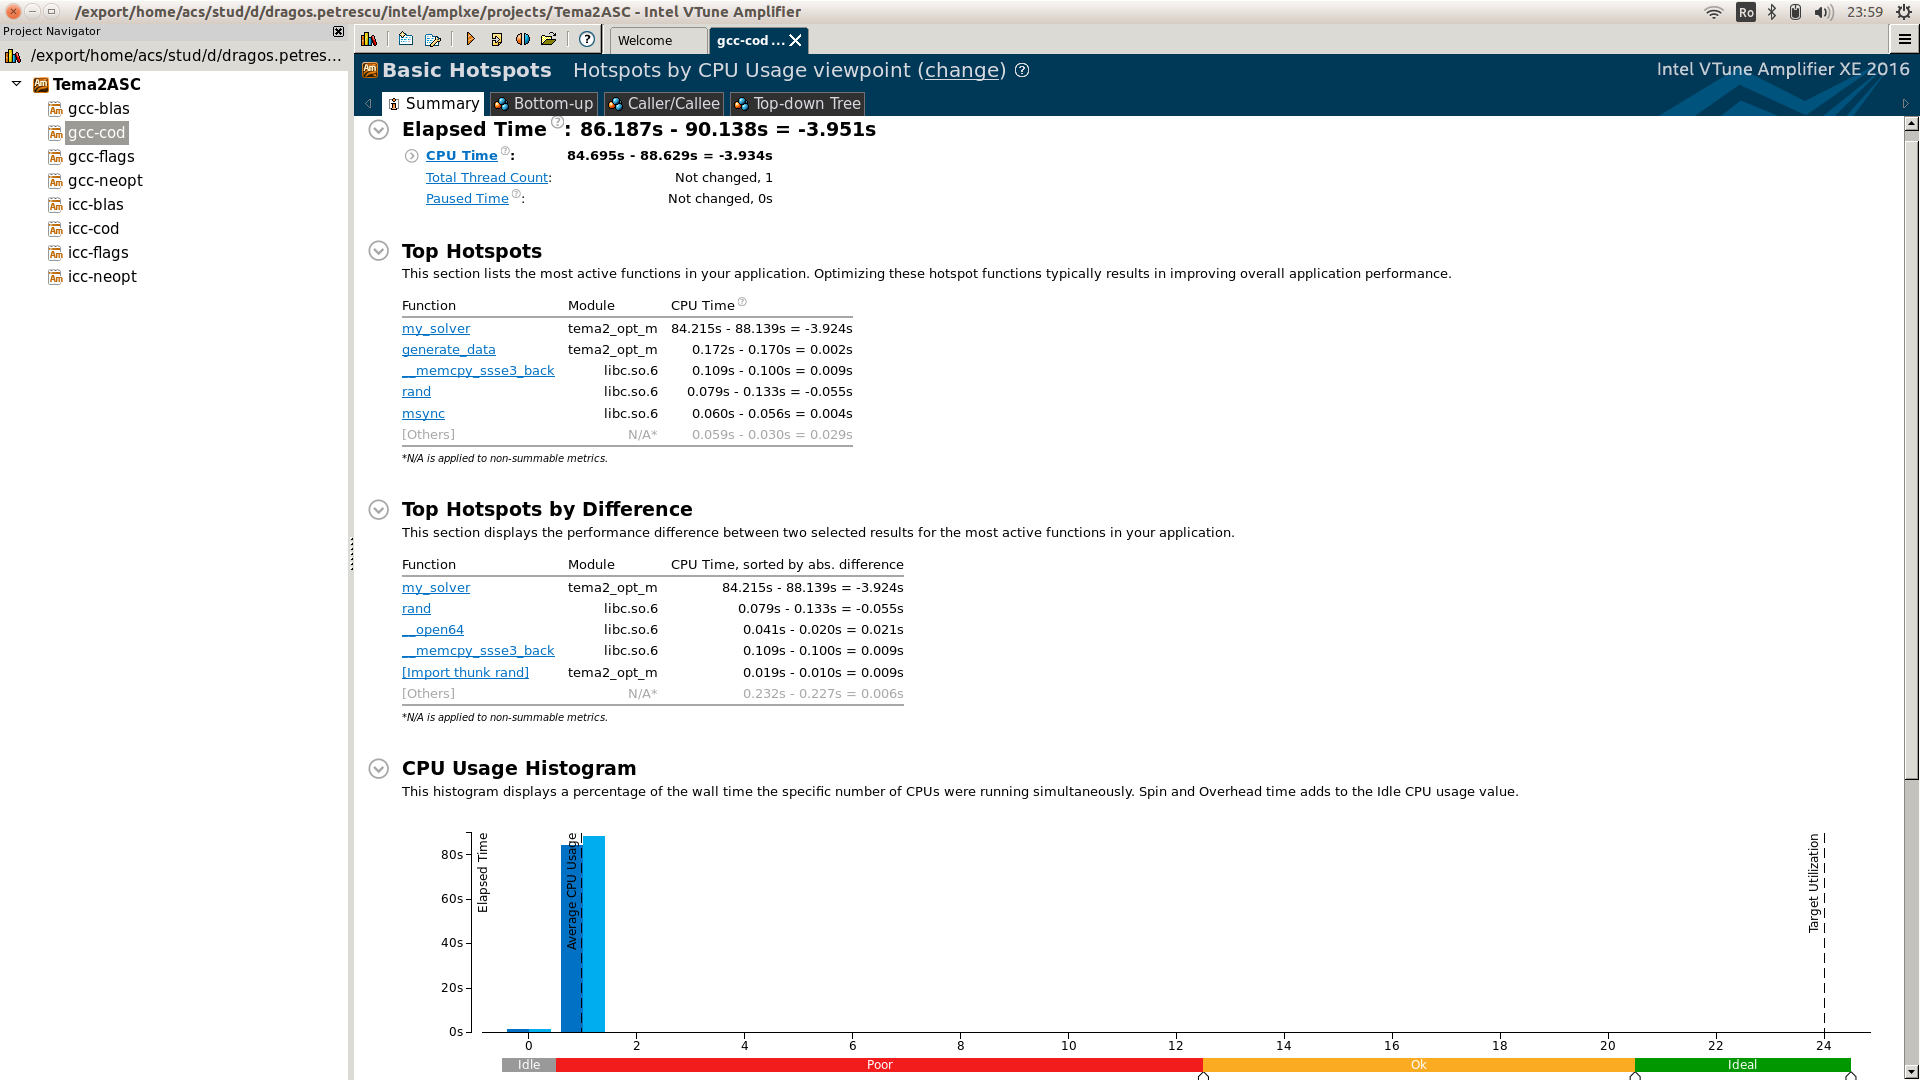 /export/home/acs/stud/d/dragos.petrescu/intel/amplxe/projects/Tema2ASC - Intel VTune Amplifier
Ro
23:59
Project Navigator
/export/home/acs/stud/d/dragos.petres...
Tema2ASC
gcc-blas
gcc-cod
gcc-flags
gcc-neopt
icc-blas
icc-cod
icc-flags
icc-neopt
Welcome
gcc-cod ...
Basic Hotspots Hotspots by CPU Usage viewpoint (change)
Intel VTune Amplifier XE 2016
Summary
Bottom-up
Caller/Callee
Top-down Tree
Elapsed Time: 86.187s - 90.138s = -3.951s
CPU Time: 84.695s - 88.629s = -3.934s
Total Thread Count: Not changed, 1
Paused Time: Not changed, 0s
Top Hotspots
This section lists the most active functions in your application. Optimizing these hotspot functions typically results in improving overall application performance.
Function Module CPU Time
my_solver tema2_opt_m 84.215s - 88.139s = -3.924s
generate_data tema2_opt_m 0.172s - 0.170s = 0.002s
__memcpy_ssse3_back libc.so.6 0.109s - 0.100s = 0.009s
rand libc.so.6 0.079s - 0.133s = -0.055s
msync libc.so.6 0.060s - 0.056s = 0.004s
[Others] N/A* 0.059s - 0.030s = 0.029s
*N/A is applied to non-summable metrics.
Top Hotspots by Difference
This section displays the performance difference between two selected results for the most active functions in your application.
Function Module CPU Time, sorted by abs. difference
my_solver tema2_opt_m 84.215s - 88.139s = -3.924s
rand libc.so.6 0.079s - 0.133s = -0.055s
__open64 libc.so.6 0.041s - 0.020s = 0.021s
__memcpy_ssse3_back libc.so.6 0.109s - 0.100s = 0.009s
[Import thunk rand] tema2_opt_m 0.019s - 0.010s = 0.009s
[Others] N/A* 0.232s - 0.227s = 0.006s
*N/A is applied to non-summable metrics.
CPU Usage Histogram
This histogram displays a percentage of the wall time the specific number of CPUs were running simultaneously. Spin and Overhead time adds to the Idle CPU usage value.
Elapsed Time
Average CPU Usage
Target Utilization
80s
60s
40s
20s
0s
0 2 4 6 8 10 12 14 16 18 20 22 24
Idle Poor Ok Ideal